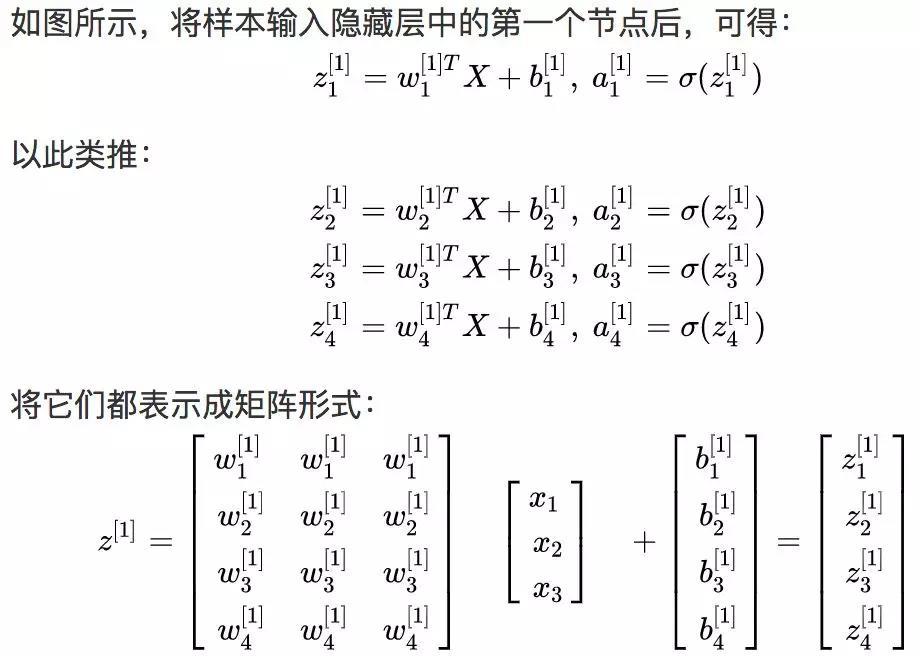 如图所示，将样本输入隐藏层中的第一个节点后，可得：
z_1^{[1]} = w_1^{[1]T} X + b_1^{[1]}, a_1^{[1]} = σ(z_1^{[1]})
以此类推：
z_2^{[1]} = w_2^{[1]T} X + b_2^{[1]}, a_2^{[1]} = σ(z_2^{[1]})
z_3^{[1]} = w_3^{[1]T} X + b_3^{[1]}, a_3^{[1]} = σ(z_3^{[1]})
z_4^{[1]} = w_4^{[1]T} X + b_4^{[1]}, a_4^{[1]} = σ(z_4^{[1]})
将它们都表示成矩阵形式：
z^{[1]} = \begin{bmatrix} w_1^{[1]} & w_1^{[1]} & w_1^{[1]} \\ w_2^{[1]} & w_2^{[1]} & w_2^{[1]} \\ w_3^{[1]} & w_3^{[1]} & w_3^{[1]} \\ w_4^{[1]} & w_4^{[1]} & w_4^{[1]} \end{bmatrix} \begin{bmatrix} x_1 \\ x_2 \\ x_3 \end{bmatrix} + \begin{bmatrix} b_1^{[1]} \\ b_2^{[1]} \\ b_3^{[1]} \\ b_4^{[1]} \end{bmatrix} = \begin{bmatrix} z_1^{[1]} \\ z_2^{[1]} \\ z_3^{[1]} \\ z_4^{[1]} \end{bmatrix}